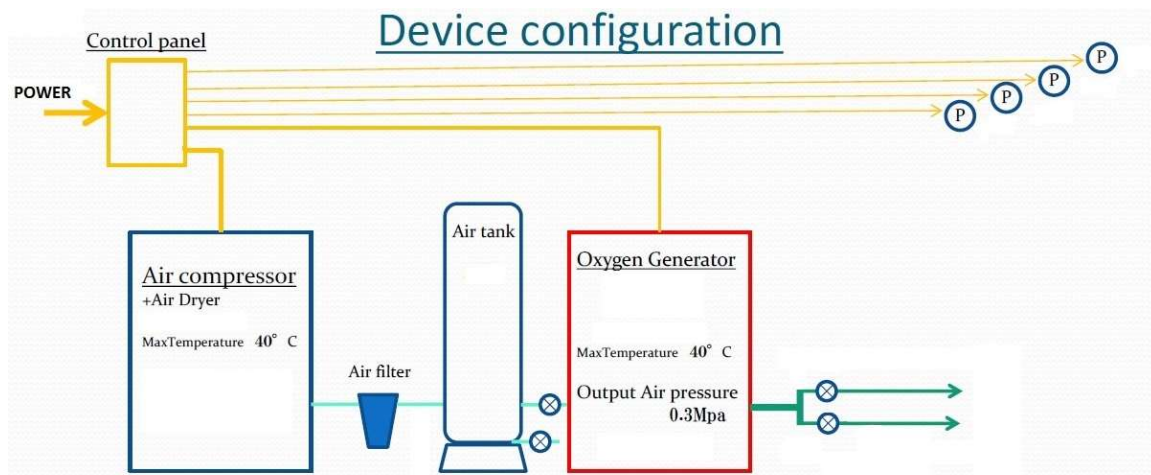 Device configuration
Control panel
POWER
P
P
P
P
Air compressor
+Air Dryer
MaxTemperature 40° C
Air filter
Air tank
Oxygen Generator
MaxTemperature 40° C
Output Air pressure
0.3Mpa